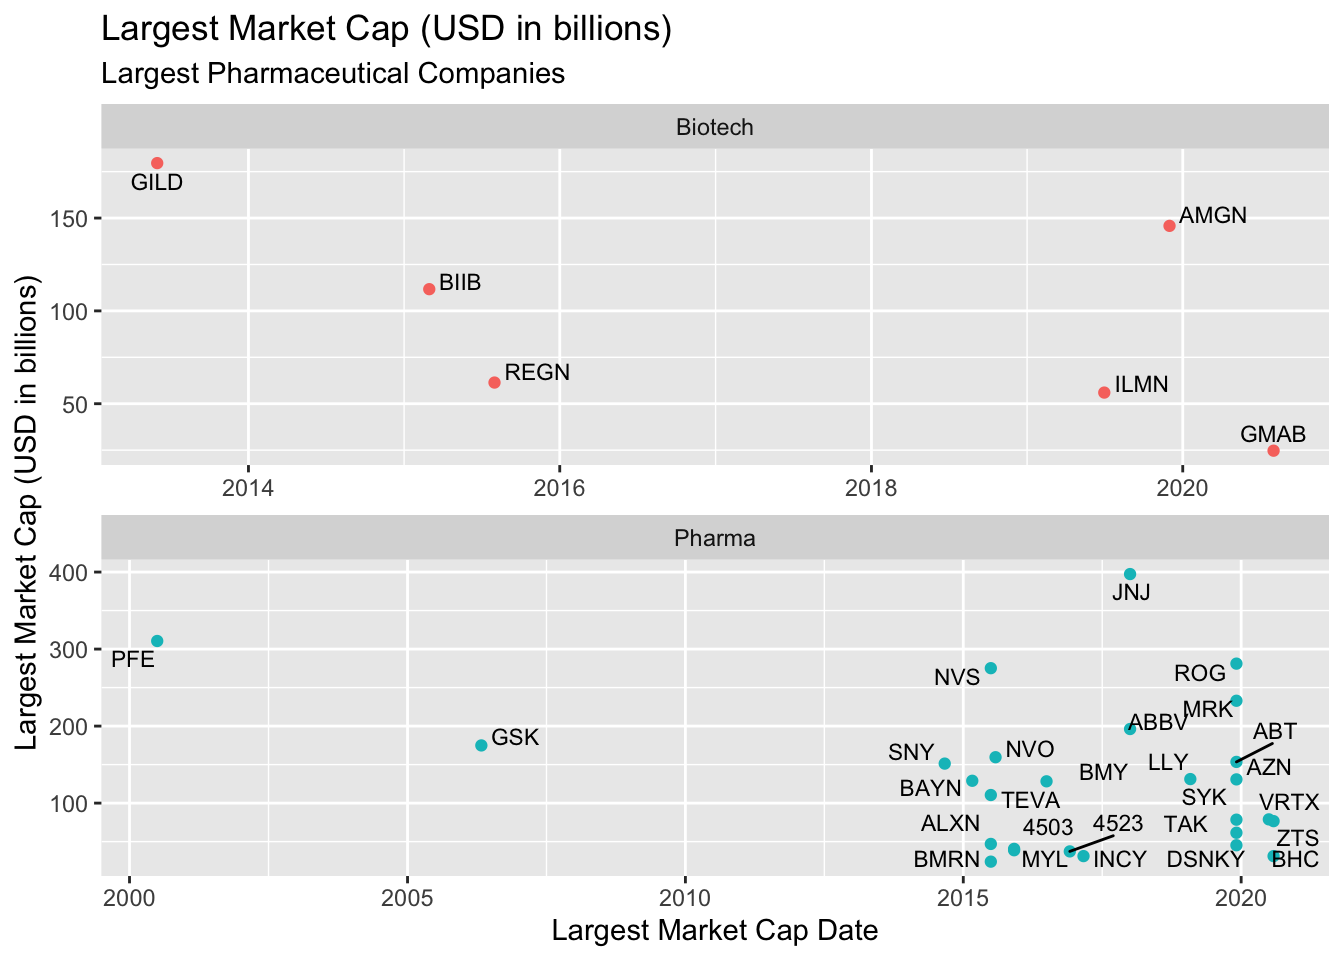 Largest Market Cap (USD in billions)
Largest Pharmaceutical Companies
Biotech
GILD
150
AMGN
BIIB
100
REGN
ILMN
50
GMAB
2014 2016 2018 2020
Largest Market Cap (USD in billions)
Pharma
400
JNJ
300
PFE
NVS
ROG
MRK
200
ABBV
ABT
GSK
SNY
NVO
LLY
AZN
BMY
BAYN
TEVA
SYK
VRTX
100
ALXN
4503
4523
TAK
ZTS
BMRN
MYL
INCY
DSNKY
BHC
2000 2005 2010 2015 2020
Largest Market Cap Date